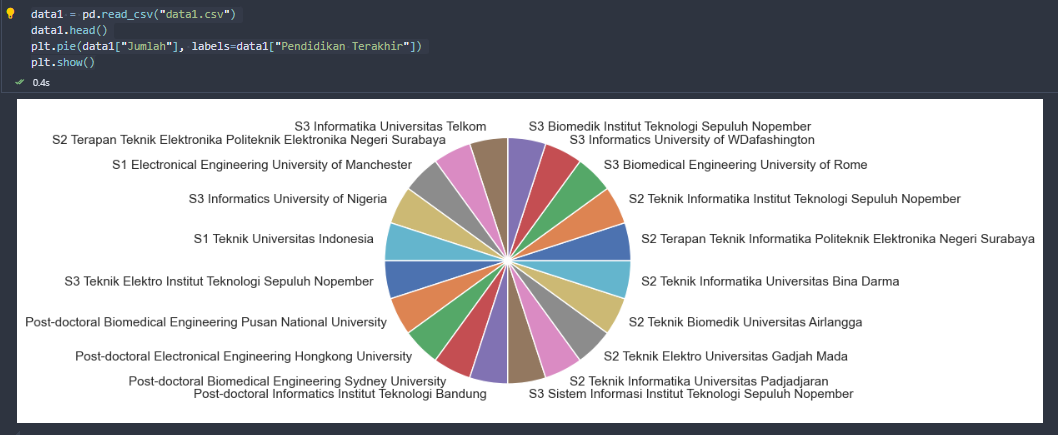 data1 = pd.read_csv("data1.csv")
data1.head()
plt.pie(data1["Jumlah"], labels=data1["Pendidikan Terakhir"])
plt.show()
0.4s
S3 Informatika Universitas Telkom
S3 Biomedik Institut Teknologi Sepuluh Nopember
S2 Terapan Teknik Elektronika Politeknik Elektronika Negeri Surabaya
S3 Informatics University of WDafashington
S1 Electronical Engineering University of Manchester
S3 Biomedical Engineering University of Rome
S3 Informatics University of Nigeria
S2 Teknik Informatika Institut Teknologi Sepuluh Nopember
S1 Teknik Universitas Indonesia
S2 Terapan Teknik Informatika Politeknik Elektronika Negeri Surabaya
S3 Teknik Elektro Institut Teknologi Sepuluh Nopember
S2 Teknik Informatika Universitas Bina Darma
Post-doctoral Biomedical Engineering Pusan National University
S2 Teknik Biomedik Universitas Airlangga
Post-doctoral Electronical Engineering Hongkong University
S2 Teknik Elektro Universitas Gadjah Mada
Post-doctoral Biomedical Engineering Sydney University
S2 Teknik Informatika Universitas Padjadjaran
Post-doctoral Informatics Institut Teknologi Bandung
S3 Sistem Informasi Institut Teknologi Sepuluh Nopember